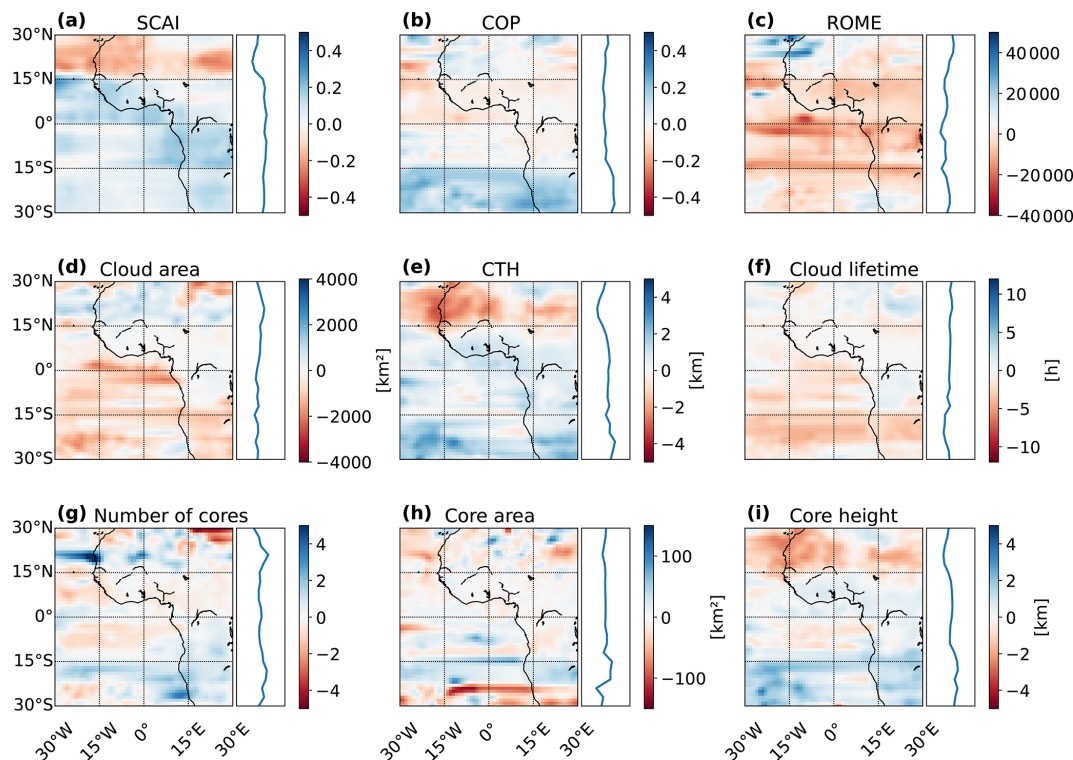 (a) SCAI
(b) COP
(c) ROME
30°N
15°N
0°
15°S
30°S
0.4
0.2
0.0
−0.2
−0.4
0.4
0.2
0.0
−0.2
−0.4
40 000
20 000
0
−20 000
−40 000
(d) Cloud area
(e) CTH
(f) Cloud lifetime
30°N
15°N
0°
15°S
30°S
4000
2000
0
−2000
−4000
[km²]
4
2
0
−2
−4
[km]
10
5
0
−5
−10
[h]
(g) Number of cores
(h) Core area
(i) Core height
30°N
15°N
0°
15°S
30°S
4
2
0
−2
−4
100
0
−100
[km²]
4
2
0
−2
−4
[km]
30°W 15°W 0° 15°E 30°E
30°W 15°W 0° 15°E 30°E
30°W 15°W 0° 15°E 30°E